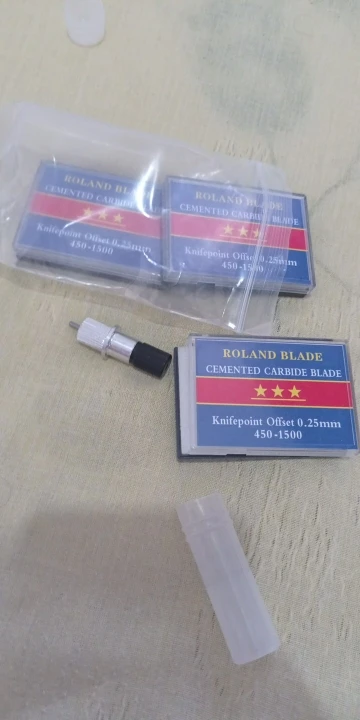 ROLAND BLADE
CEMENTED CARBIDE BLADE
Knifepoint Offset 0.25mm
450-1500
ROLAND BLADE
CEMENTED CARBIDE BLADE
Knifepoint Offset 0.25mm
450-1500
ROLAND BLADE
CEMENTED CARBIDE BLADE
Knifepoint Offset 0.25mm
450-1500